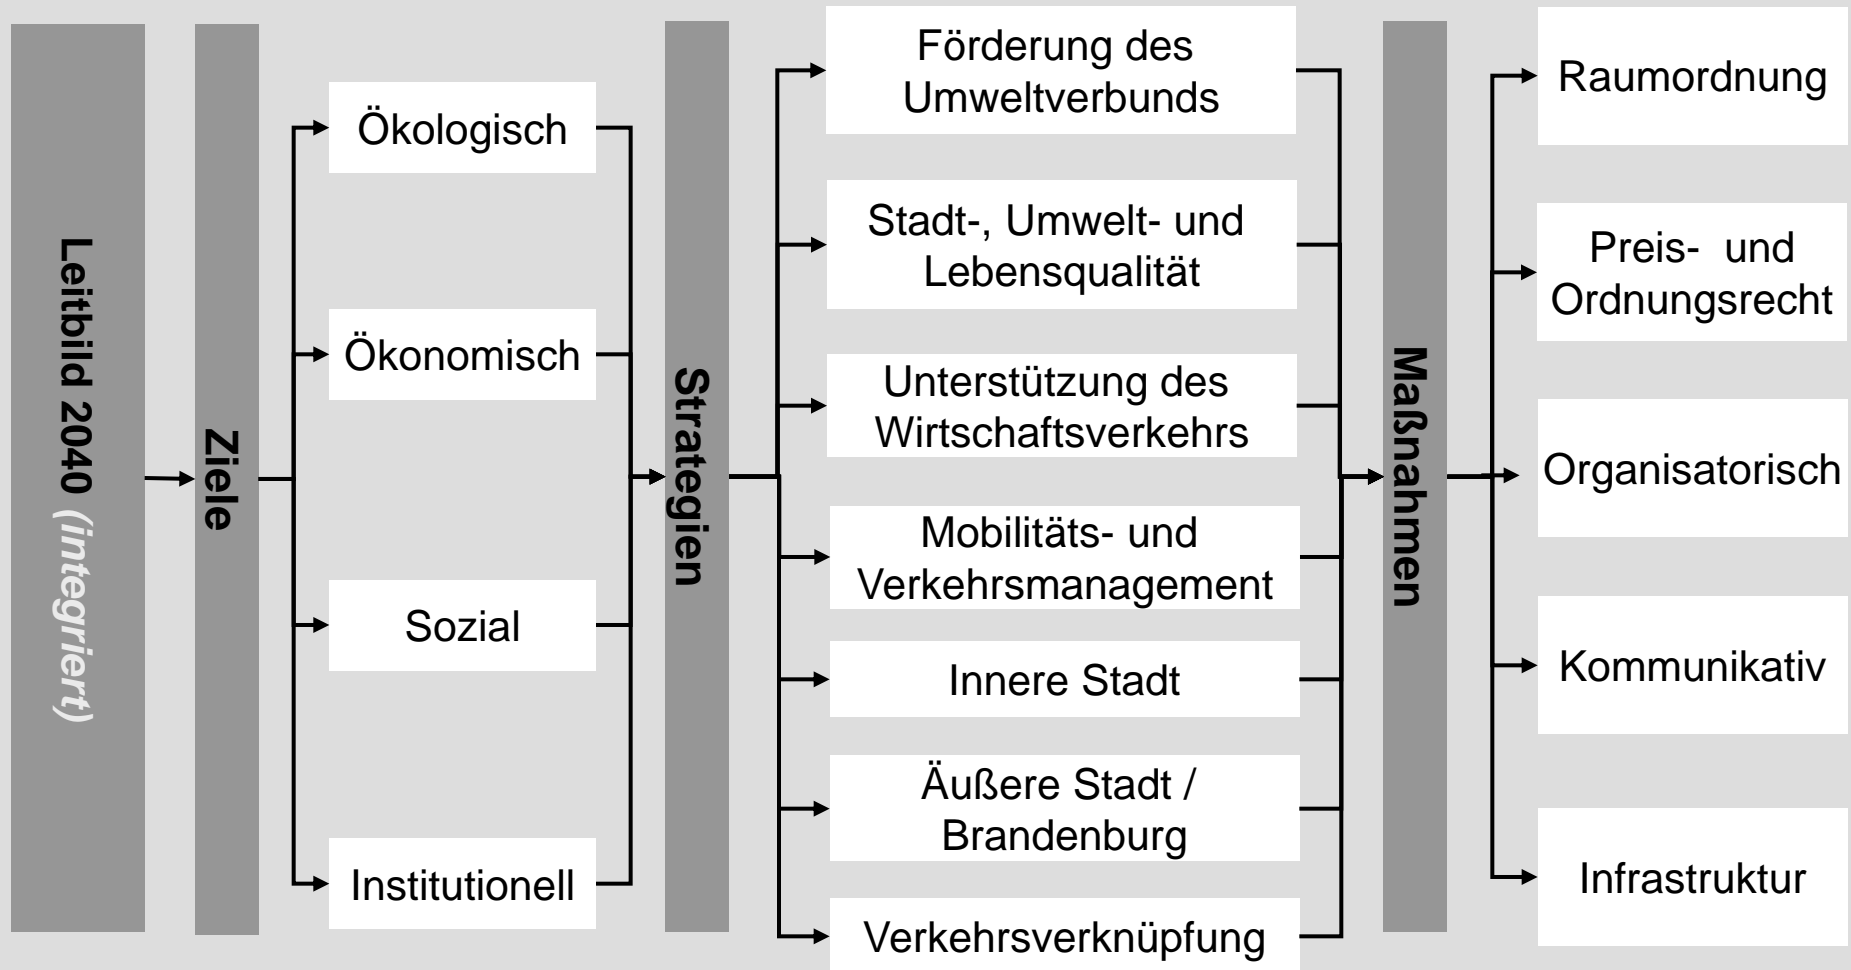 Leitbild 2040 (integriert)
Ziele
Ökologisch
Ökonomisch
Sozial
Institutionell
Strategien
Förderung des
Umweltverbunds
Stadt-, Umwelt- und
Lebensqualität
Unterstützung des
Wirtschaftsverkehrs
Mobilitäts- und
Verkehrsmanagement
Innere Stadt
Äußere Stadt /
Brandenburg
Verkehrsverknüpfung
Maßnahmen
Raumordnung
Preis- und
Ordnungsrecht
Organisatorisch
Kommunikativ
Infrastruktur